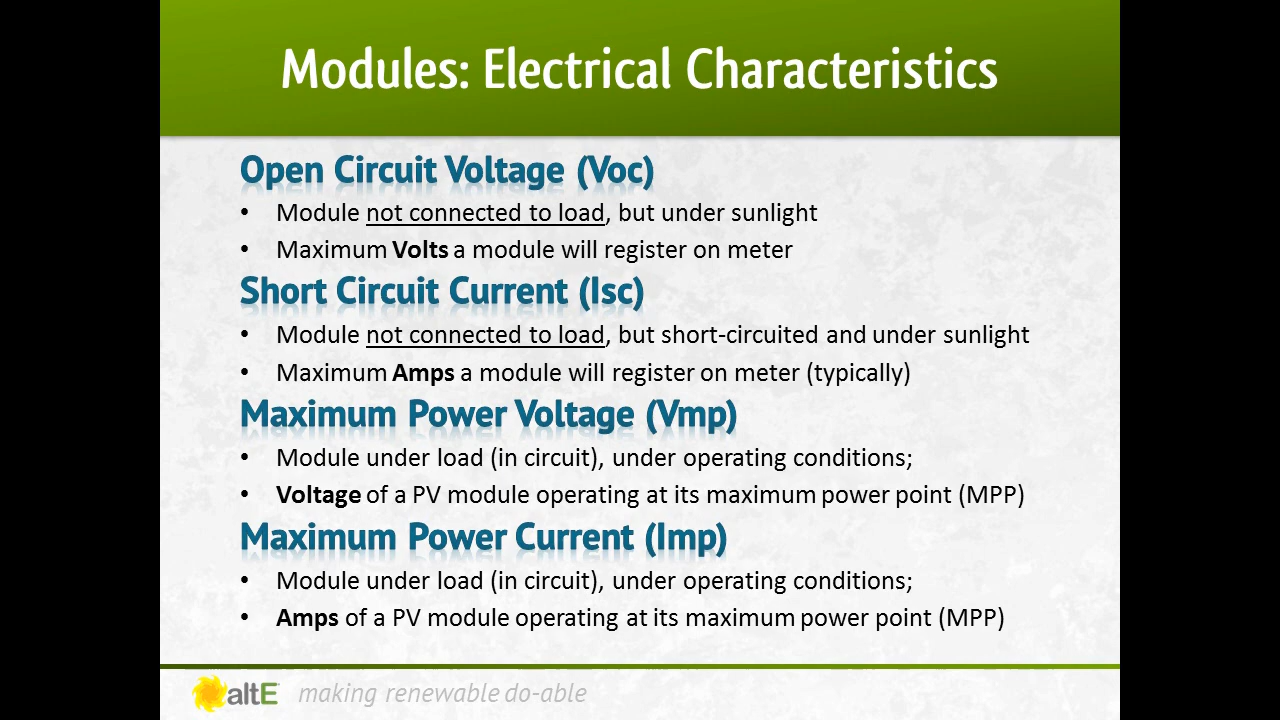 Modules: Electrical Characteristics
Open Circuit Voltage (Voc)
• Module not connected to load, but under sunlight
• Maximum Volts a module will register on meter
Short Circuit Current (Isc)
• Module not connected to load, but short-circuited and under sunlight
• Maximum Amps a module will register on meter (typically)
Maximum Power Voltage (Vmp)
• Module under load (in circuit), under operating conditions;
• Voltage of a PV module operating at its maximum power point (MPP)
Maximum Power Current (Imp)
• Module under load (in circuit), under operating conditions;
• Amps of a PV module operating at its maximum power point (MPP)
altE making renewable do-able